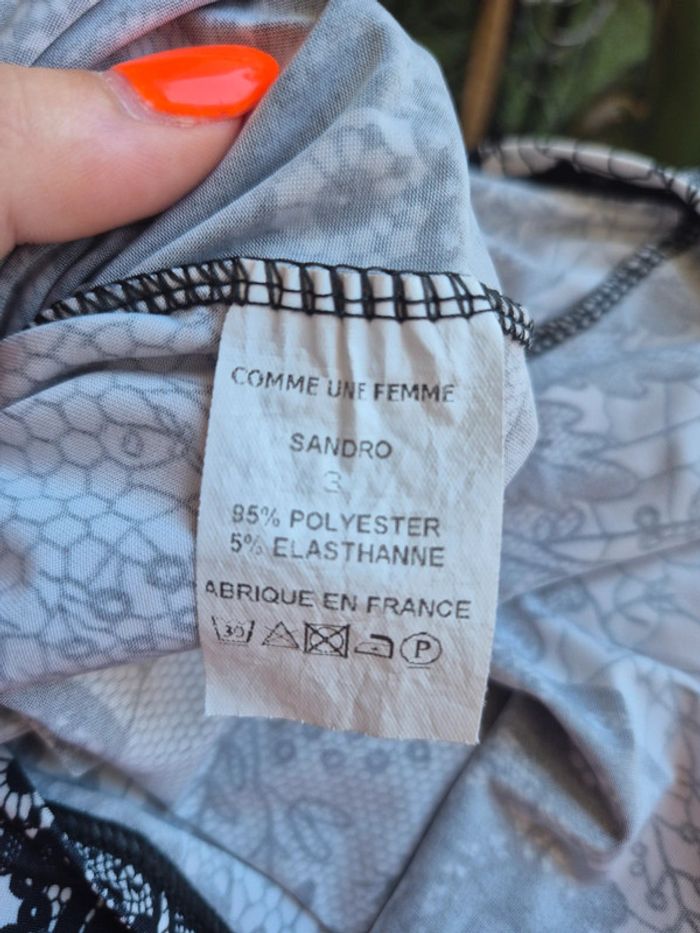 COMME UNE FEMME
SANDRO
3
95% POLYESTER
5% ELASTHANNE
ABRIQUE EN FRANCE
30
P